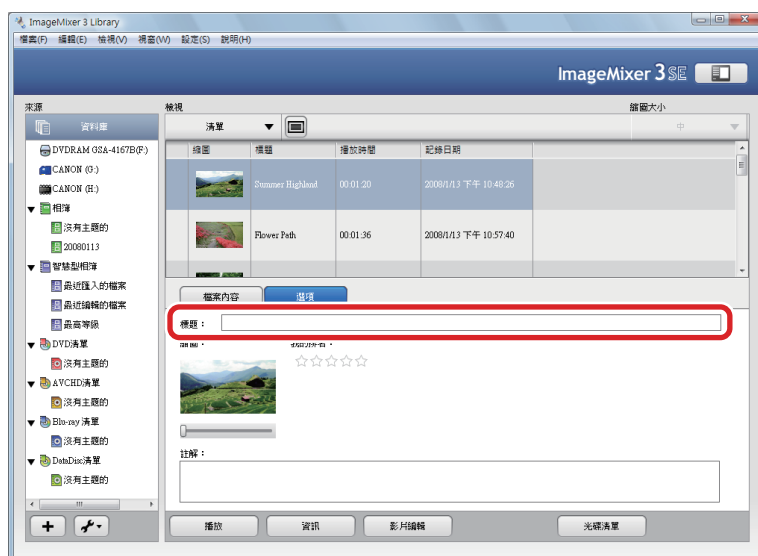 ImageMixer 3 Library
檔案(F) 編輯(E) 檢視(V) 視窗(W) 設定(S) 說明(H)
ImageMixer 3 SE
來源
資料庫
DVDRAM GSA-4167B(F:)
CANON (G:)
CANON (H:)
相簿
沒有主題的
20080113
智慧型相簿
最近匯入的檔案
最近編輯的檔案
最高等級
DVD清單
沒有主題的
AVCHD清單
沒有主題的
Blu-ray 清單
沒有主題的
DataDisc清單
沒有主題的
檢視 縮圖大小
清單 中
縮圖 標題 播放時間 記錄日期
Summer Highland 00:01:20 2008/1/13 下午 10:48:26
Flower Path 00:01:36 2008/1/13 下午 10:57:40
檔案內容 選項
標題：
縮圖：
註解：
播放 資訊 影片編輯 光碟清單